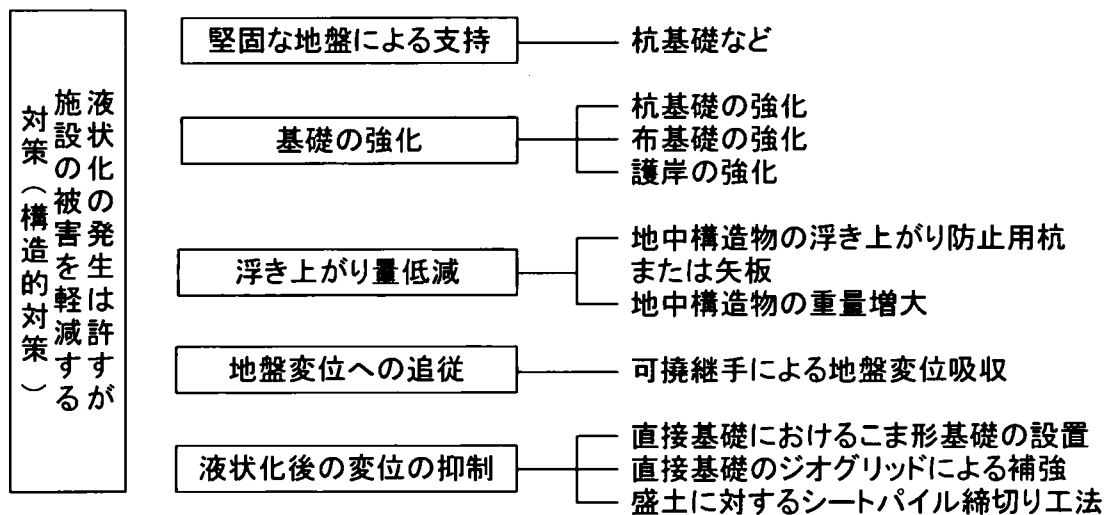 液状化の発生は許すが
施設の被害を軽減する
対策（構造的対策）
堅固な地盤による支持
杭基礎など
基礎の強化
杭基礎の強化
布基礎の強化
護岸の強化
浮き上がり量低減
地中構造物の浮き上がり防止用杭
または矢板
地中構造物の重量増大
地盤変位への追従
可撓継手による地盤変位吸収
液状化後の変位の抑制
直接基礎におけるこま形基礎の設置
直接基礎のジオグリッドによる補強
盛土に対するシートパイル締切り工法